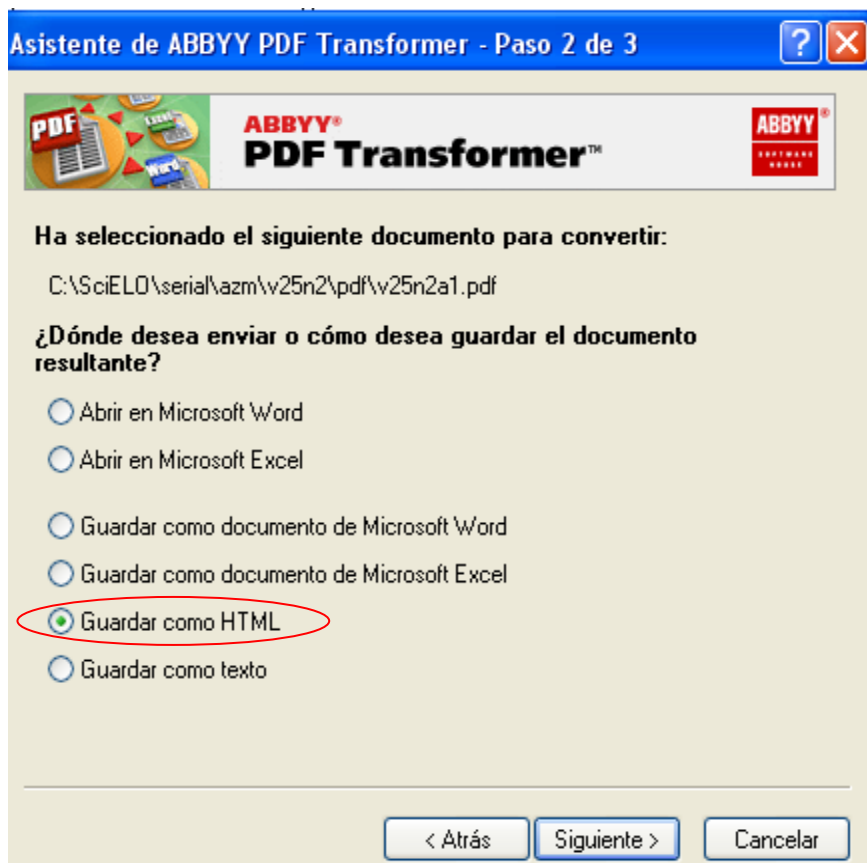 Asistente de ABBYY PDF Transformer - Paso 2 de 3
PDF
Excel
Word
ABBYY®
PDF Transformer™
ABBYY®
SOFTWARE
HOUSE
Ha seleccionado el siguiente documento para convertir:
C:\SciELO\serial\azm\v25n2\pdf\v25n2a1.pdf
¿Dónde desea enviar o cómo desea guardar el documento
resultante?
Abrir en Microsoft Word
Abrir en Microsoft Excel
Guardar como documento de Microsoft Word
Guardar como documento de Microsoft Excel
Guardar como HTML
Guardar como texto
< Atrás
Siguiente >
Cancelar